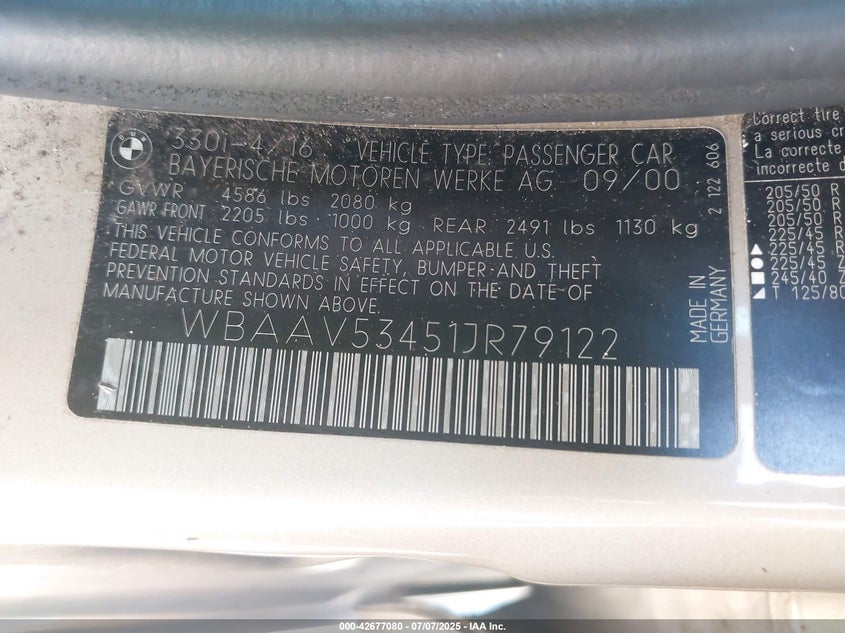 BMW
330i-4/16 VEHICLE TYPE: PASSENGER CAR
BAYERISCHE MOTOREN WERKE AG 09/00
GVWR 4586 lbs 2080 kg
GAWR FRONT 2205 lbs 1000 kg REAR 2491 lbs 1130 kg
THIS VEHICLE CONFORMS TO ALL APPLICABLE U.S.
FEDERAL MOTOR VEHICLE SAFETY, BUMPER AND THEFT
PREVENTION STANDARDS IN EFFECT ON THE DATE OF
MANUFACTURE SHOWN ABOVE.
WBAAV53451JR79122
2 122 606
MADE IN
GERMANY
Correct tire
a serious
La correcte
incorrecte
205/50 R
205/50 R
205/50 R
225/45 R
225/45 R
225/45 Z
245/40 Z
T 125/80
000-42677080 - 07/07/2025 - IAA Inc.